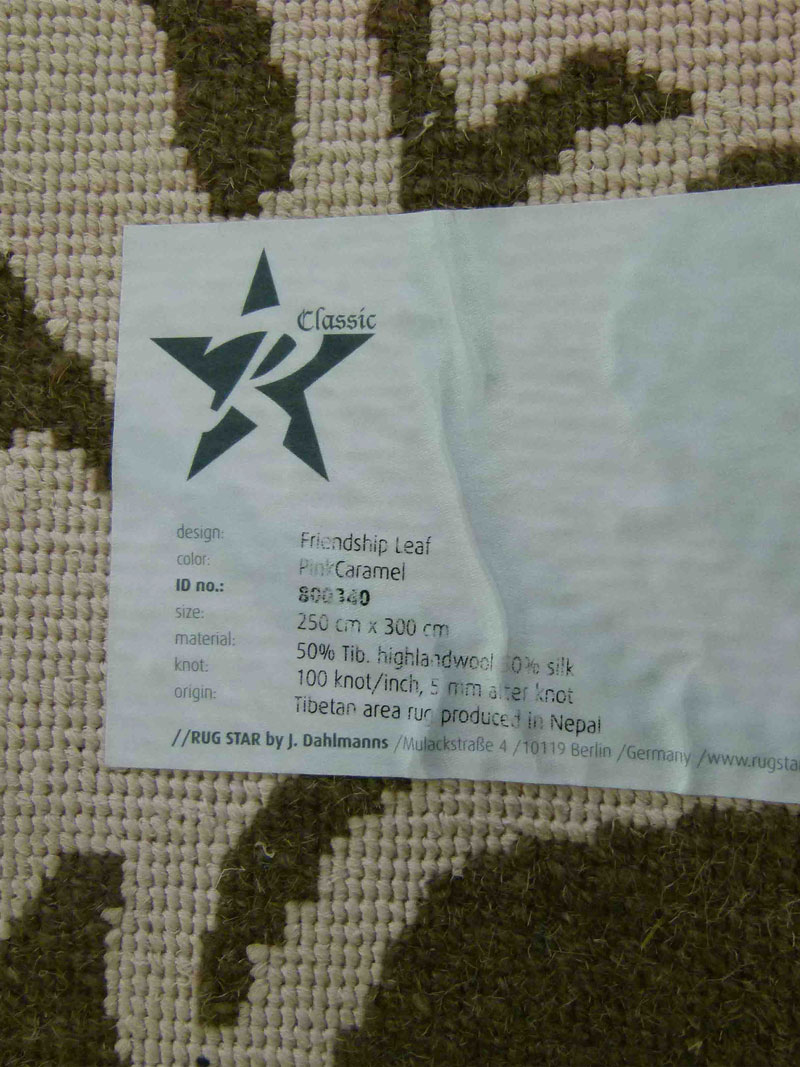 Classic
R
design: Friendship Leaf
color: PinkCaramel
ID no.: 800340
size: 250 cm x 300 cm
material: 50% Tib. highlandwool 50% silk
knot: 100 knot/inch, 5 mm after knot
origin: Tibetan area rug produced in Nepal
//RUG STAR by J. Dahlmanns /Mulackstraße 4 /10119 Berlin /Germany /www.rugstar